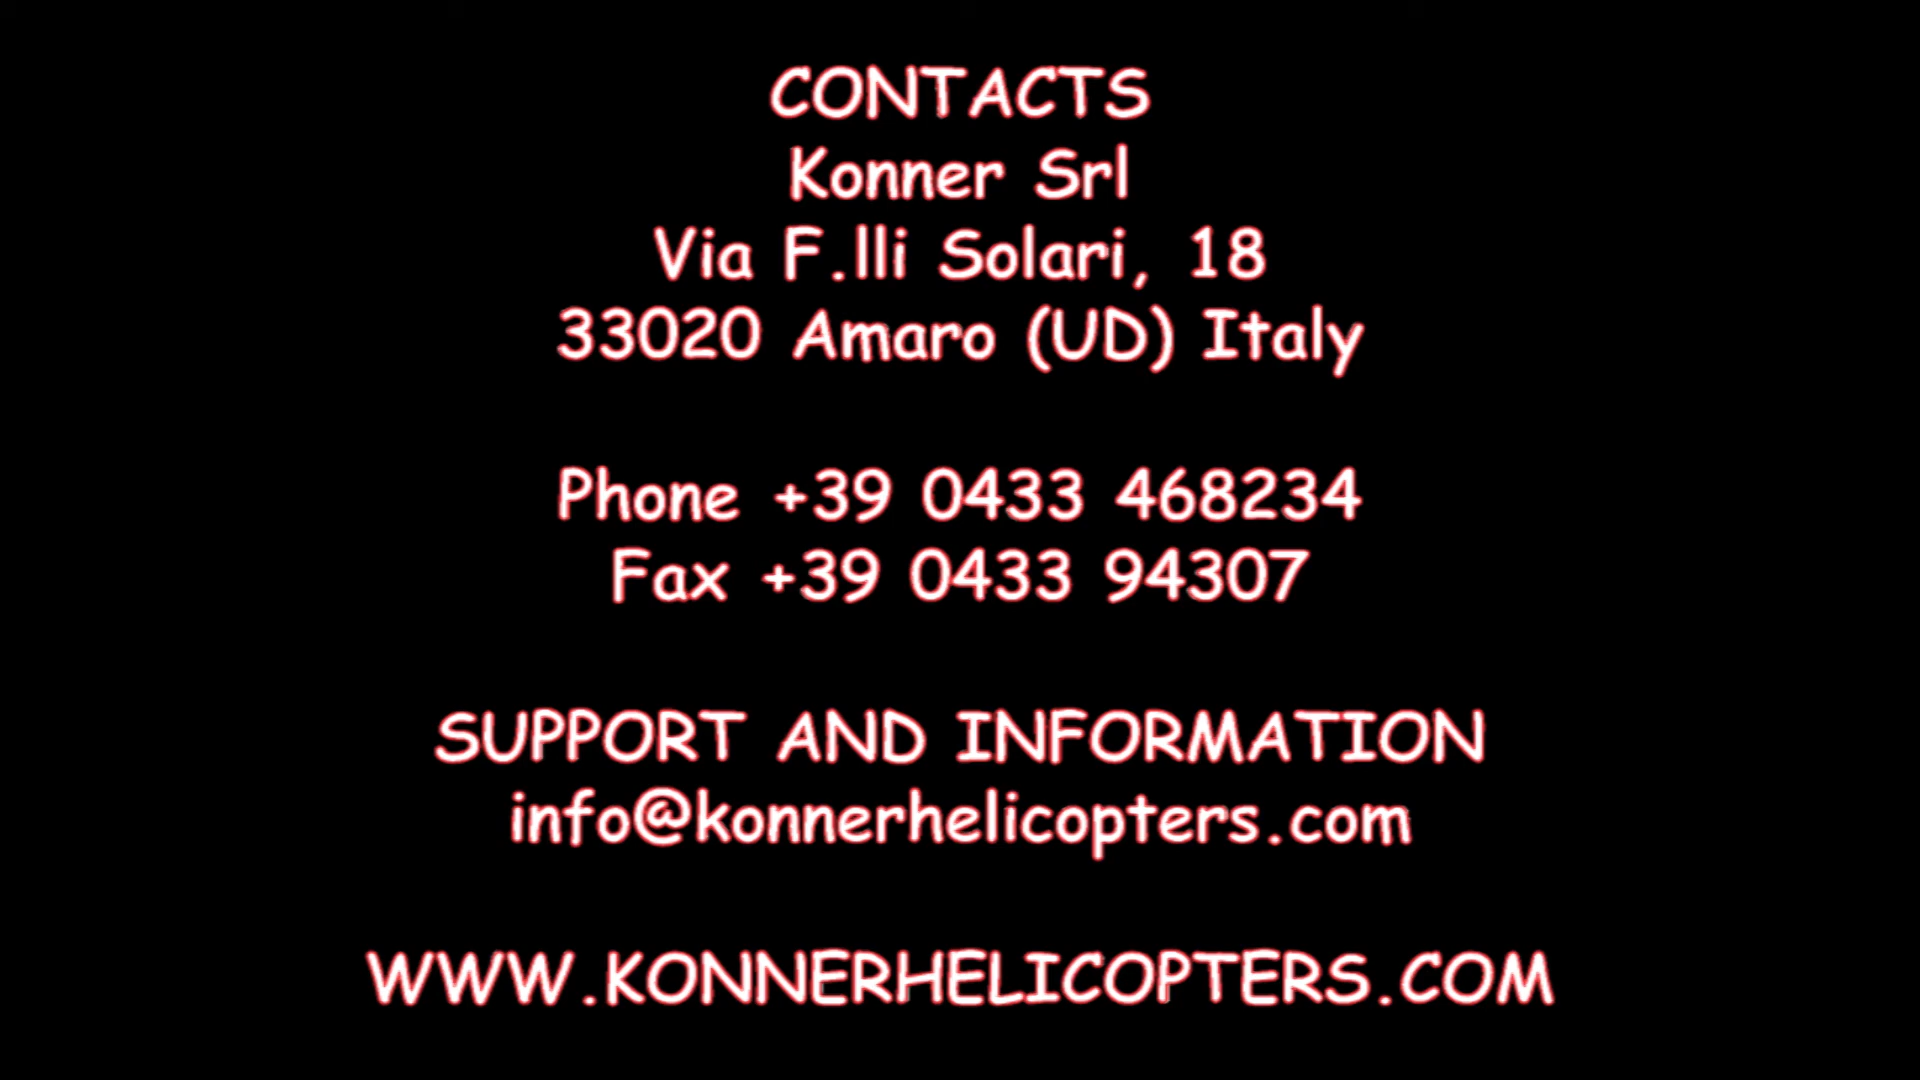 CONTACTS
Konner Srl
Via F.lli Solari, 18
33020 Amaro (UD) Italy
Phone +39 0433 468234
Fax +39 0433 94307
SUPPORT AND INFORMATION
info@konnerhelicopters.com
WWW.KONNERHELICOPTERS.COM